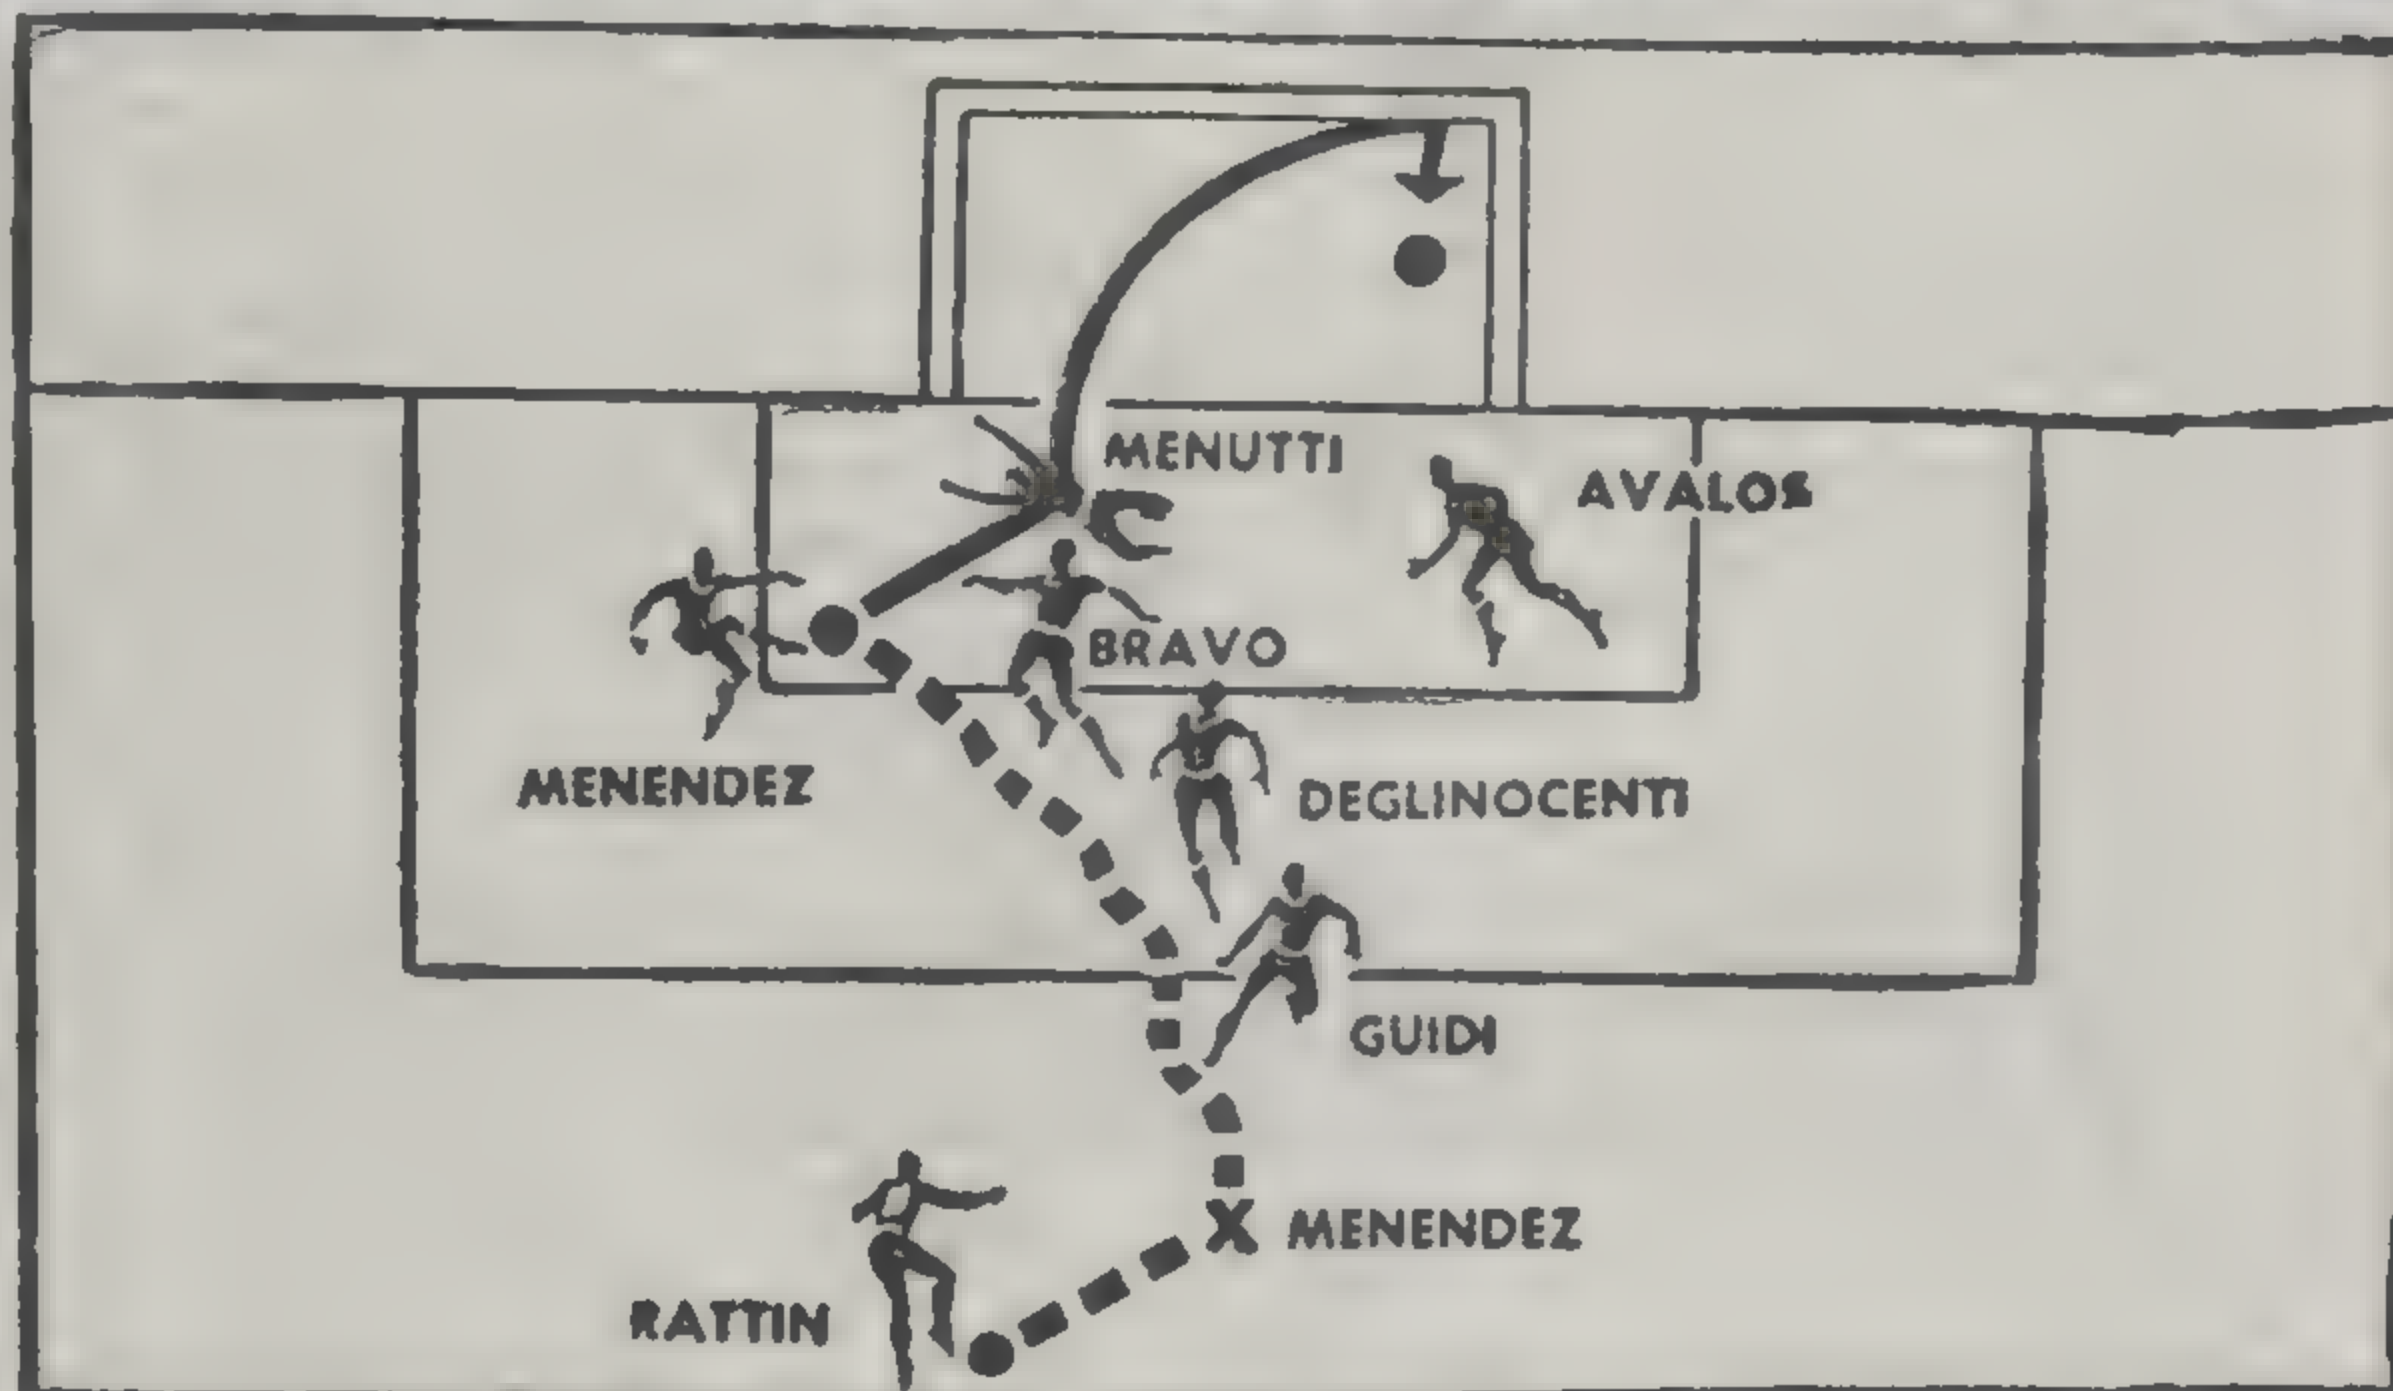 MENUTTI
AVALOS
BRAVO
MENENDEZ
DEGLINOCENTI
GUIDI
X MENENDEZ
RATTIN